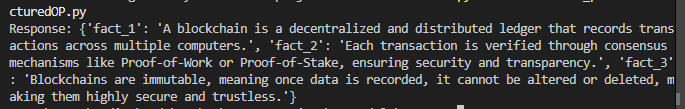 cturedOP.py
Response: {'fact_1': 'A blockchain is a decentralized and distributed ledger that records trans
actions across multiple computers.', 'fact_2': 'Each transaction is verified through consensus
mechanisms like Proof-of-Work or Proof-of-Stake, ensuring security and transparency.', 'fact_3'
: 'Blockchains are immutable, meaning once data is recorded, it cannot be altered or deleted, m
aking them highly secure and trustless.'}